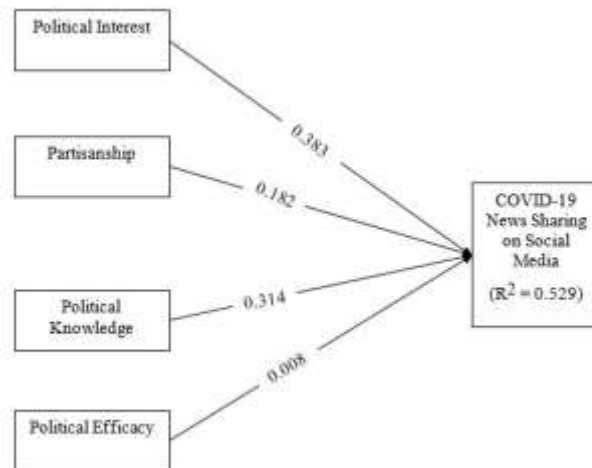 Political Interest
0.383
Partisanship
0.182
COVID-19
News Sharing
on Social
Media
(R² = 0.529)
Political
Knowledge
0.314
0.008
Political Efficacy